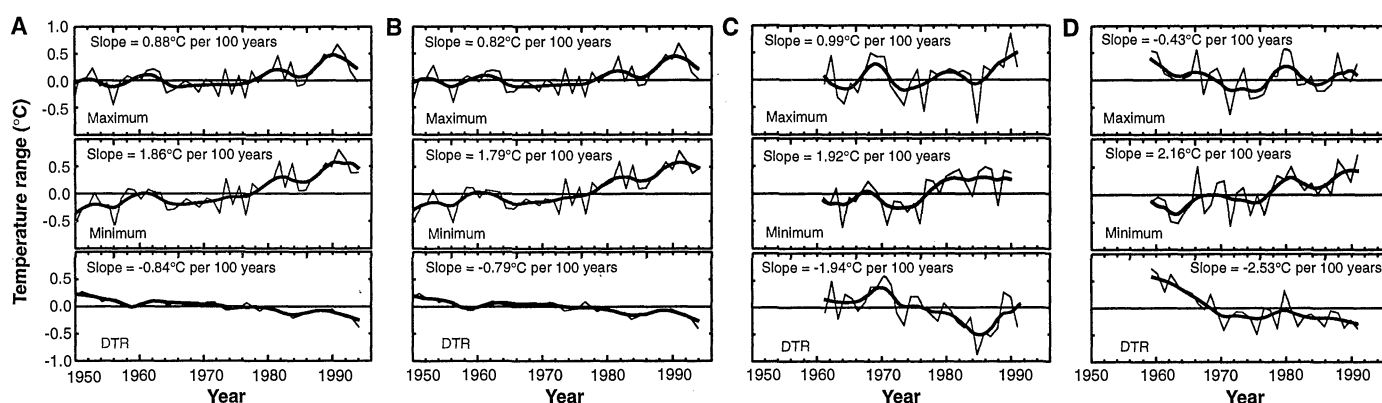 A
B
C
D
Temperature range (°C)
1.0
0.5
0.0
-0.5
Slope = 0.88°C per 100 years
Maximum
Slope = 0.82°C per 100 years
Maximum
Slope = 0.99°C per 100 years
Maximum
Slope = -0.43°C per 100 years
Maximum
0.5
0.0
-0.5
Slope = 1.86°C per 100 years
Minimum
Slope = 1.79°C per 100 years
Minimum
Slope = 1.92°C per 100 years
Minimum
Slope = 2.16°C per 100 years
Minimum
0.5
0.0
-0.5
-1.0
Slope = -0.84°C per 100 years
DTR
Slope = -0.79°C per 100 years
DTR
Slope = -1.94°C per 100 years
DTR
Slope = -2.53°C per 100 years
DTR
1950 1960 1970 1980 1990
Year
1950 1960 1970 1980 1990
Year
1950 1960 1970 1980 1990
Year
1950 1960 1970 1980 1990
Year